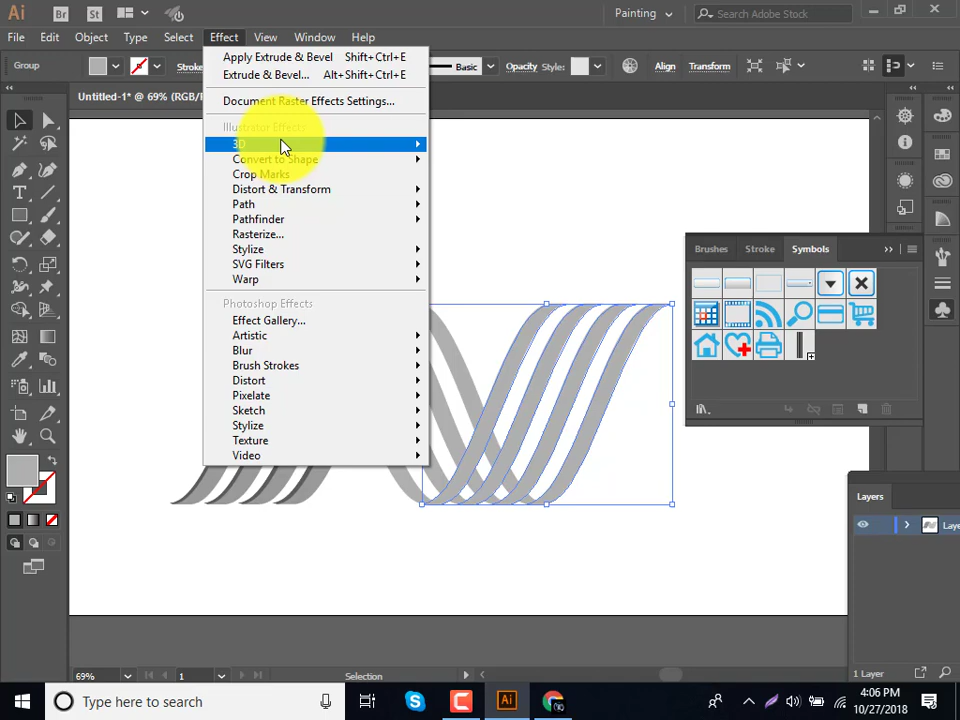 Ai Br St Painting Search Adobe Stock
File Edit Object Type Select Effect View Window Help
Group Stroke Basic Opacity Style: Align Transform
Untitled-1* @ 69% (RGB/
Apply Extrude & Bevel Shift+Ctrl+E
Extrude & Bevel... Alt+Shift+Ctrl+E
Document Raster Effects Settings...
Illustrator Effects
3D
Convert to Shape
Crop Marks
Distort & Transform
Path
Pathfinder
Rasterize...
Stylize
SVG Filters
Warp
Photoshop Effects
Effect Gallery...
Artistic
Blur
Brush Strokes
Distort
Pixelate
Sketch
Stylize
Texture
Video
Brushes Stroke Symbols
Layers
Laye
1 Layer
69% 1 Selection
Type here to search
4:06 PM
10/27/2018